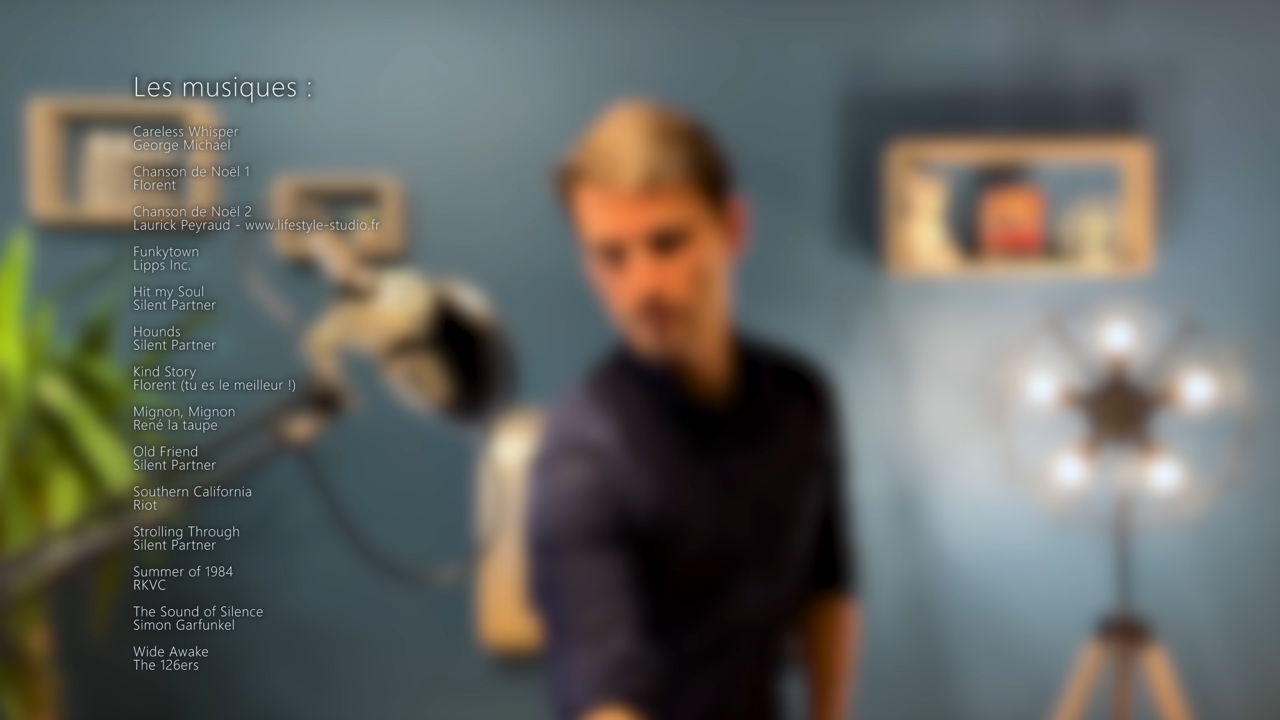 Les musiques :
Careless Whisper
George Michael
Chanson de Noël 1
Florent
Chanson de Noël 2
Laurick Peyraud - www.lifestyle-studio.fr
Funkytown
Lipps Inc.
Hit my Soul
Silent Partner
Hounds
Silent Partner
Kind Story
Florent (tu es le meilleur !)
Mignon, Mignon
René la taupe
Old Friend
Silent Partner
Southern California
Riot
Strolling Through
Silent Partner
Summer of 1984
RKVC
The Sound of Silence
Simon Garfunkel
Wide Awake
The 126ers